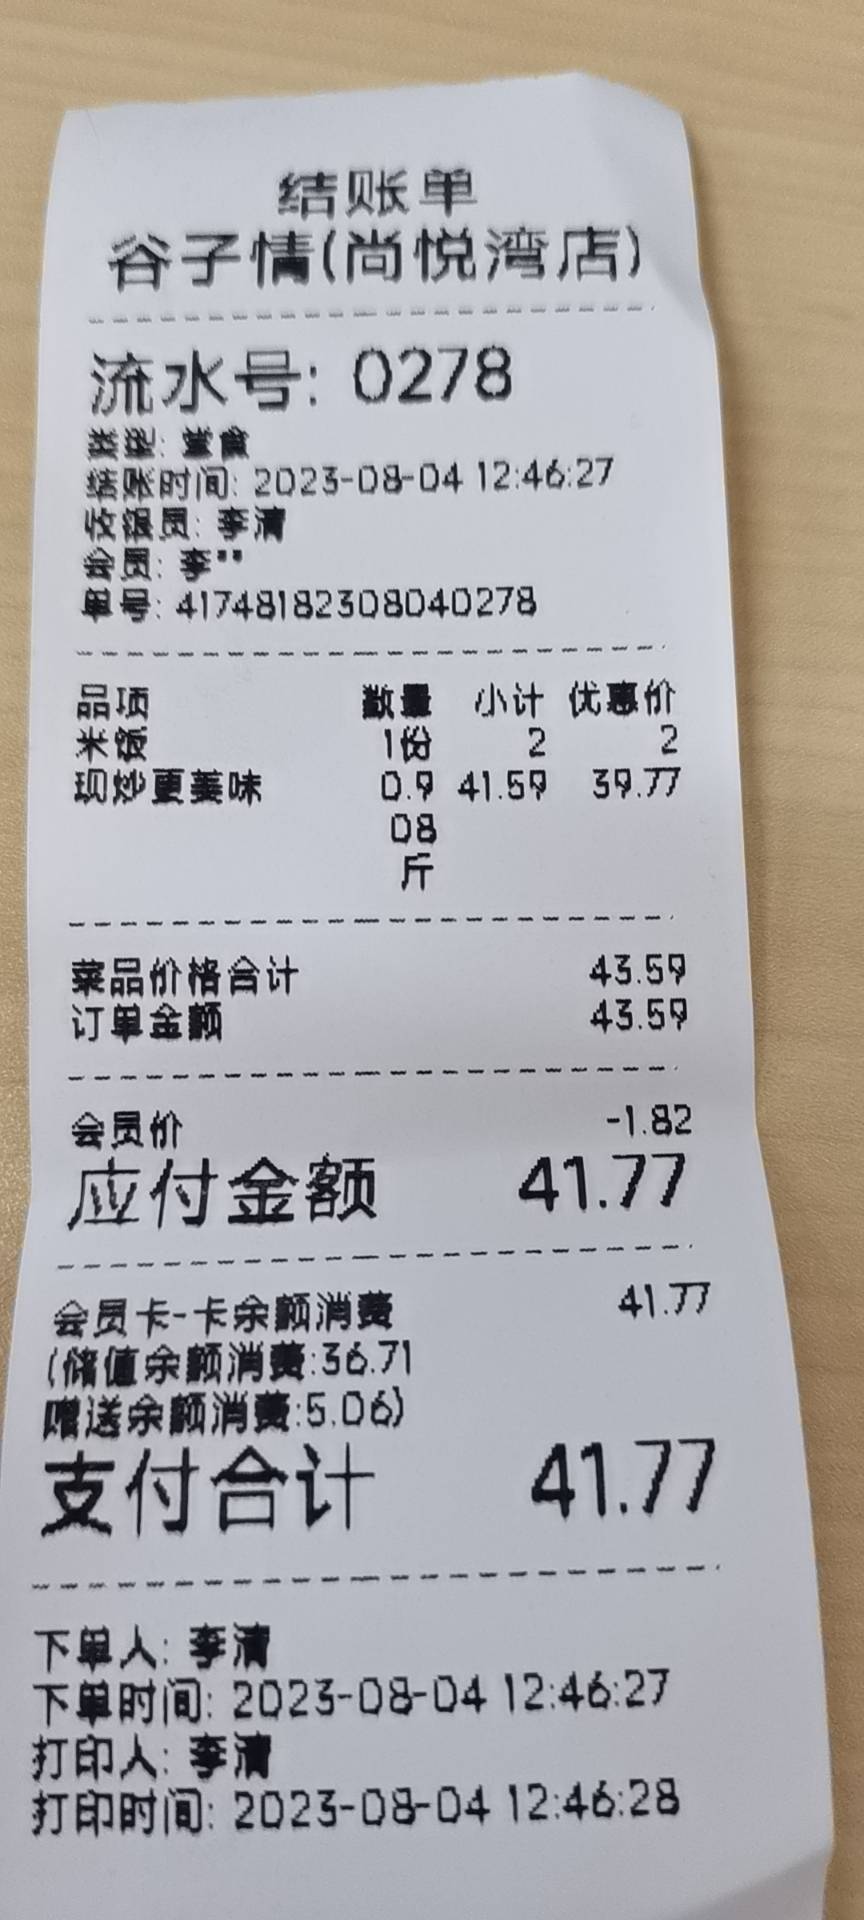 结账单
谷子情(尚悦湾店)
流水号: 0278
类型: 堂食
结账时间: 2023-08-04 12:46:27
收银员: 李清
会员: 李**
单号: 41748182308040278
品项 数量 小计 优惠价
米饭 1份 2 2
现炒更美味 0.9 41.59 39.77
08
斤
菜品价格合计 43.59
订单金额 43.59
会员价 -1.82
应付金额 41.77
会员卡-卡余额消费 41.77
(储值余额消费:36.71
赠送余额消费:5.06)
支付合计 41.77
下单人: 李清
下单时间: 2023-08-04 12:46:27
打印人: 李清
打印时间: 2023-08-04 12:46:28